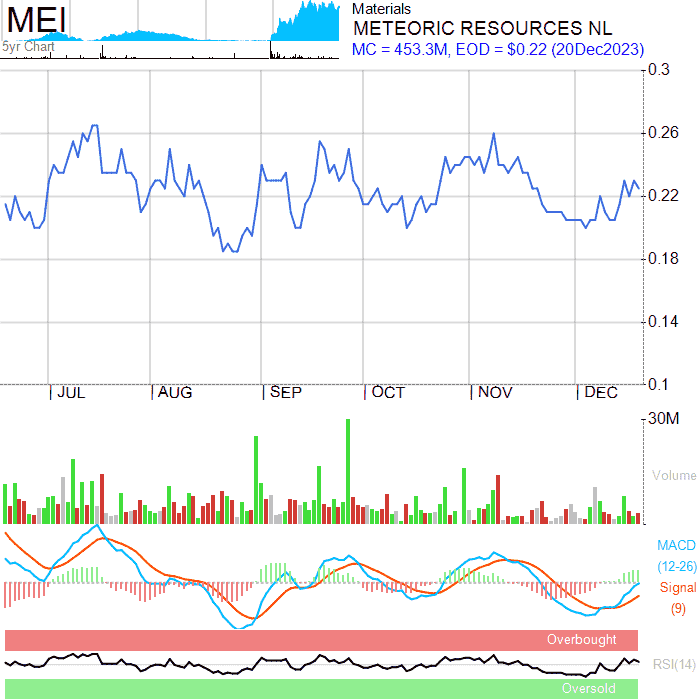 MEI
5yr Chart
Materials
METEORIC RESOURCES NL
MC = 453.3M, EOD = $0.22 (20Dec2023)
0.3
0.26
0.22
0.18
0.14
0.1
JUL AUG SEP OCT NOV DEC
30M
Volume
MACD
(12-26)
Signal
(9)
Overbought
RSI(14)
Oversold